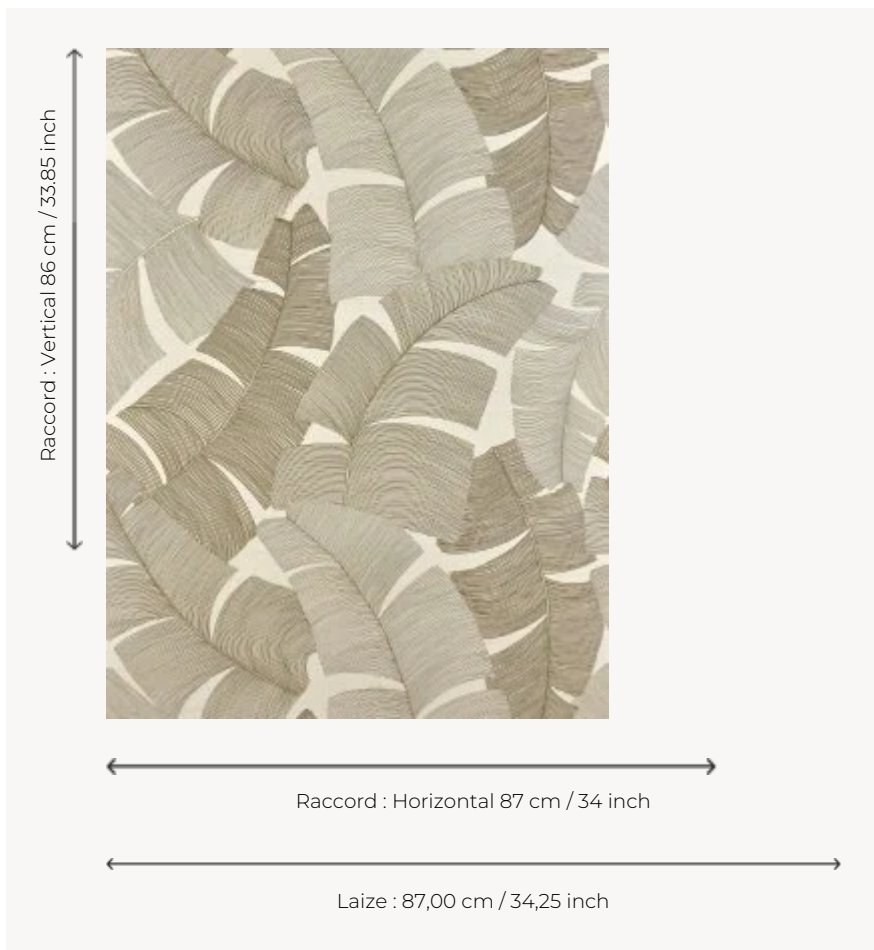 Raccord : Vertical 86 cm / 33.85 inch
Raccord : Horizontal 87 cm / 34 inch
Laize : 87,00 cm / 34,25 inch